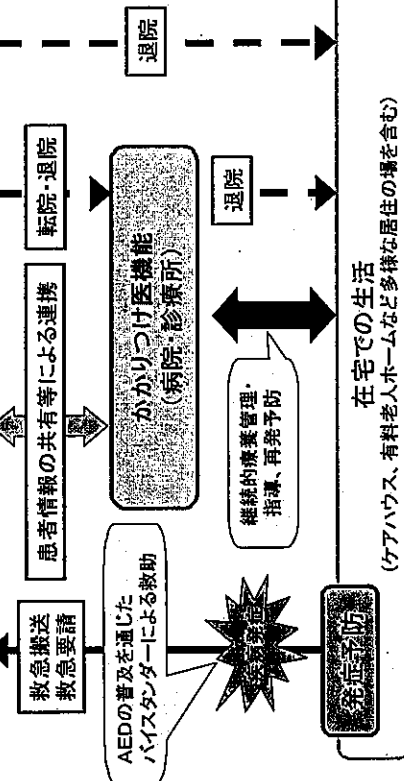 退院
転院・退院
患者情報の共有等による連携
救急搬送
救急要請
かかりつけ医機能
(病院・診療所)
AEDの普及を通じた
バイスタンダーによる救助
退院
継続的療養管理・
指導、再発予防
疾病発症
発症予防
在宅での生活
(ケアハウス、有料老人ホームなど多様な居住の場を含む)